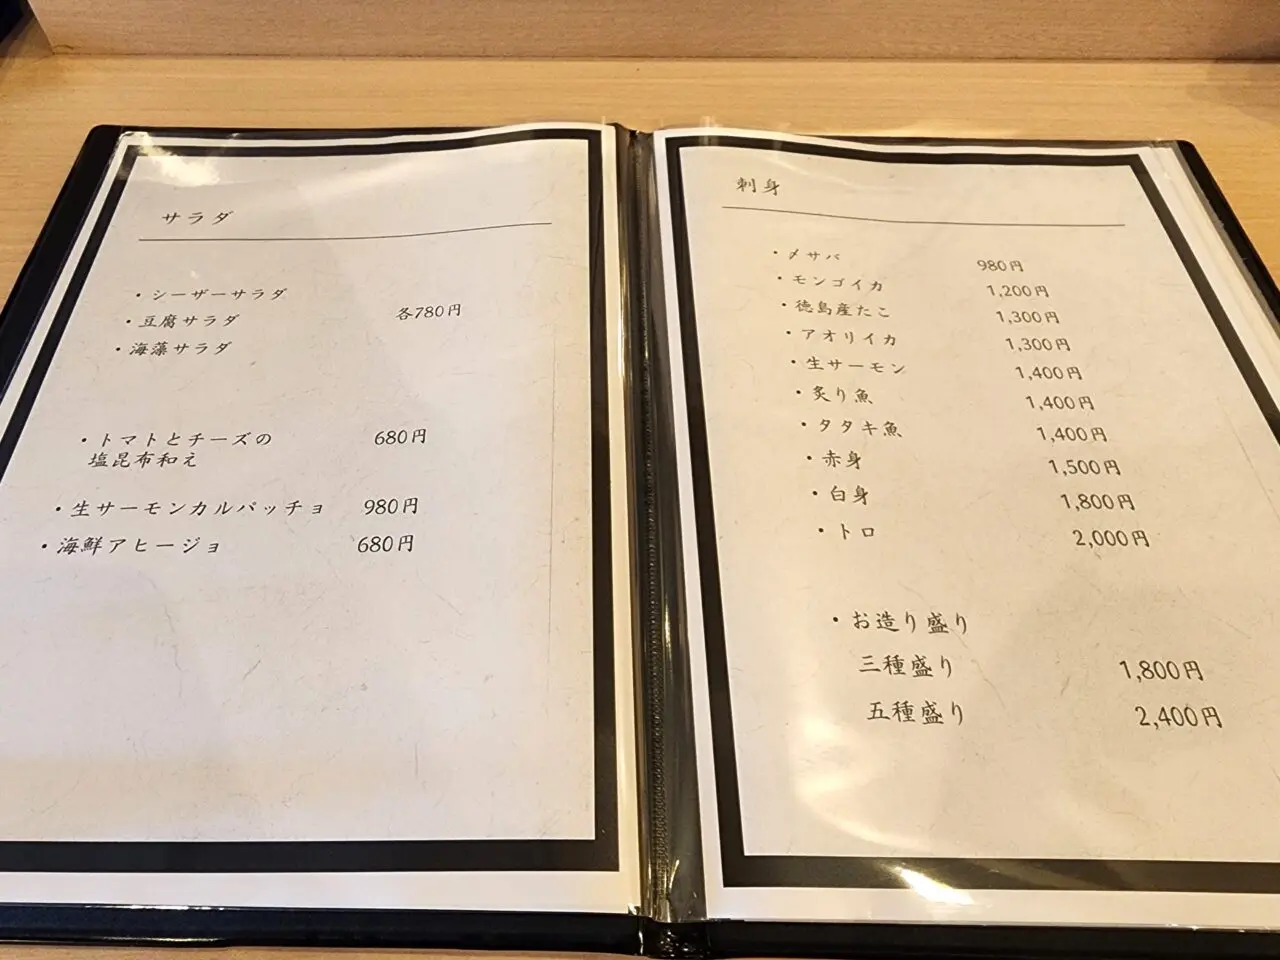 サラダ
・シーザーサラダ
・豆腐サラダ 各780円
・海藻サラダ
・トマトとチーズの 680円
塩昆布和え
・生サーモンカルパッチョ 980円
・海鮮アヒージョ 680円
刺身
・〆サバ 980円
・モンゴイカ 1,200円
・徳島産たこ 1,300円
・アオリイカ 1,300円
・生サーモン 1,400円
・炙り魚 1,400円
・タタキ魚 1,400円
・赤身 1,500円
・白身 1,800円
・トロ 2,000円
・お造り盛り
三種盛り 1,800円
五種盛り 2,400円